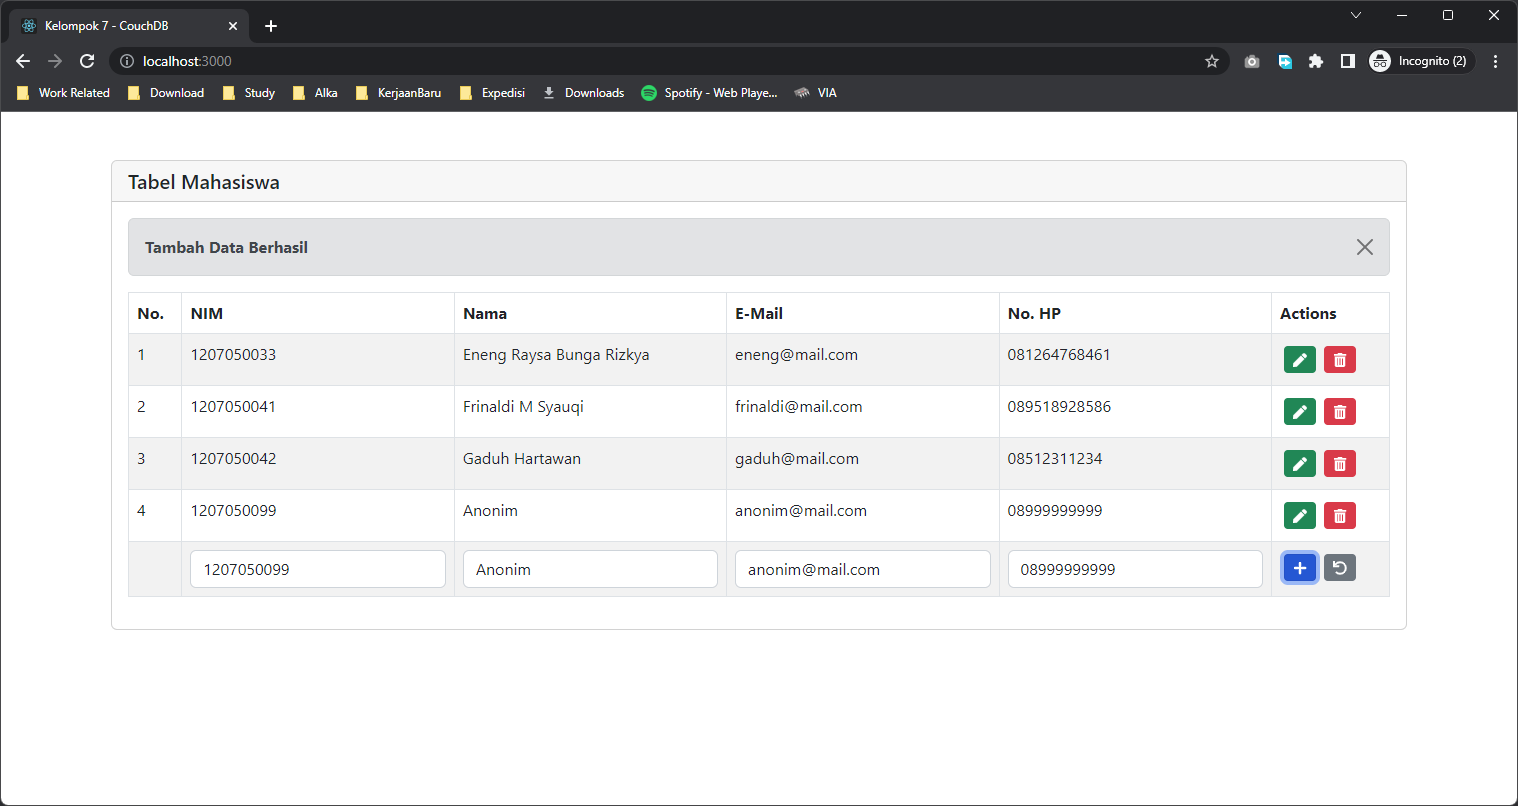 Kelompok 7 - CouchDB
localhost:3000
Incognito (2)
Work Related Download Study Alka KerjaanBaru Expedisi Downloads Spotify - Web Playe... VIA
Tabel Mahasiswa
Tambah Data Berhasil
No. NIM Nama E-Mail No. HP Actions
1 1207050033 Eneng Raysa Bunga Rizkya eneng@mail.com 081264768461
2 1207050041 Frinaldi M Syauqi frinaldi@mail.com 089518928586
3 1207050042 Gaduh Hartawan gaduh@mail.com 08512311234
4 1207050099 Anonim anonim@mail.com 08999999999
1207050099 Anonim anonim@mail.com 08999999999